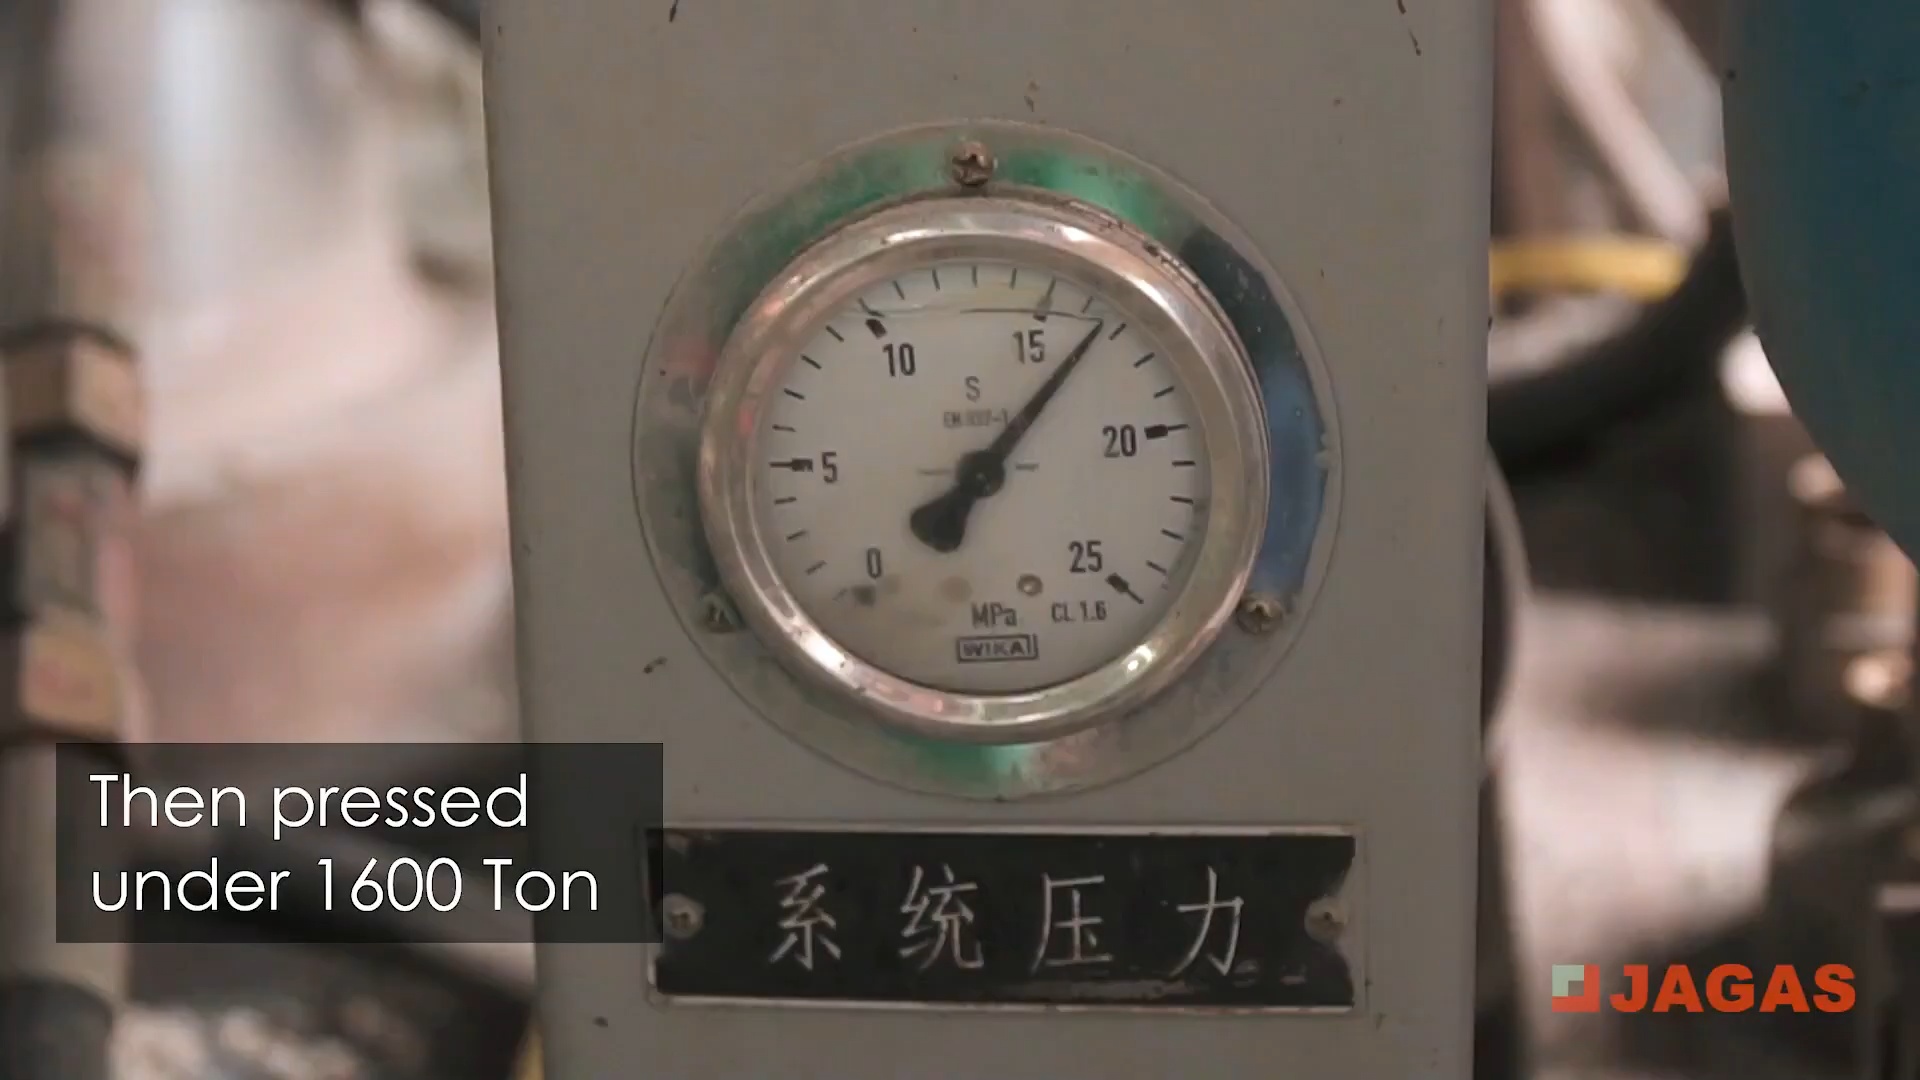 10
15
S
5
20
0
25
MPa CL 1.6
WIKA
Then pressed
under 1600 Ton
系统压力
JAGAS